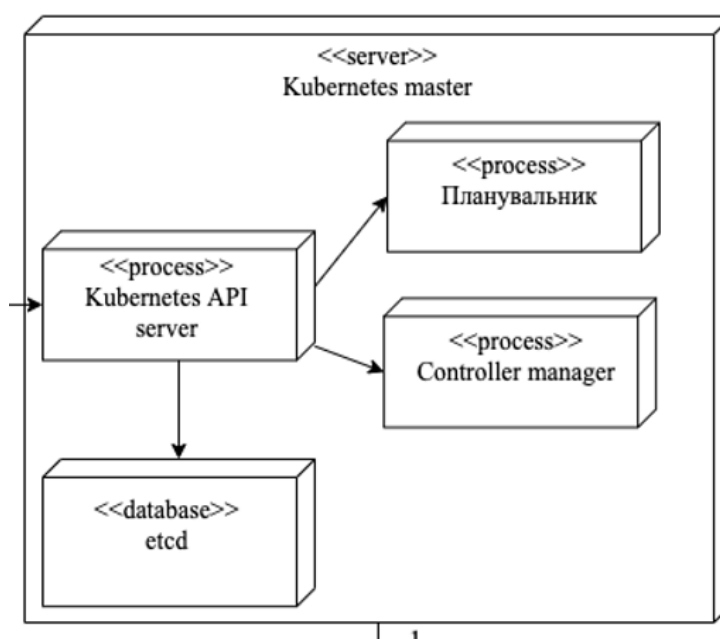 <<server>>
Kubernetes master
<<process>>
Планувальник
<<process>>
Kubernetes API
server
<<process>>
Controller manager
<<database>>
etcd
1